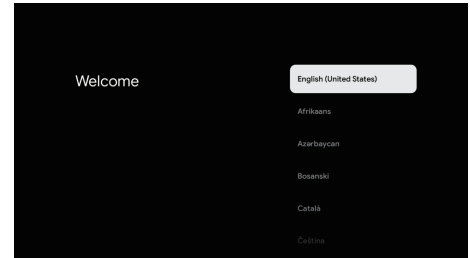 Welcome
English (United States)
Afrikaans
Azərbaycan
Bosanski
Català
Čeština